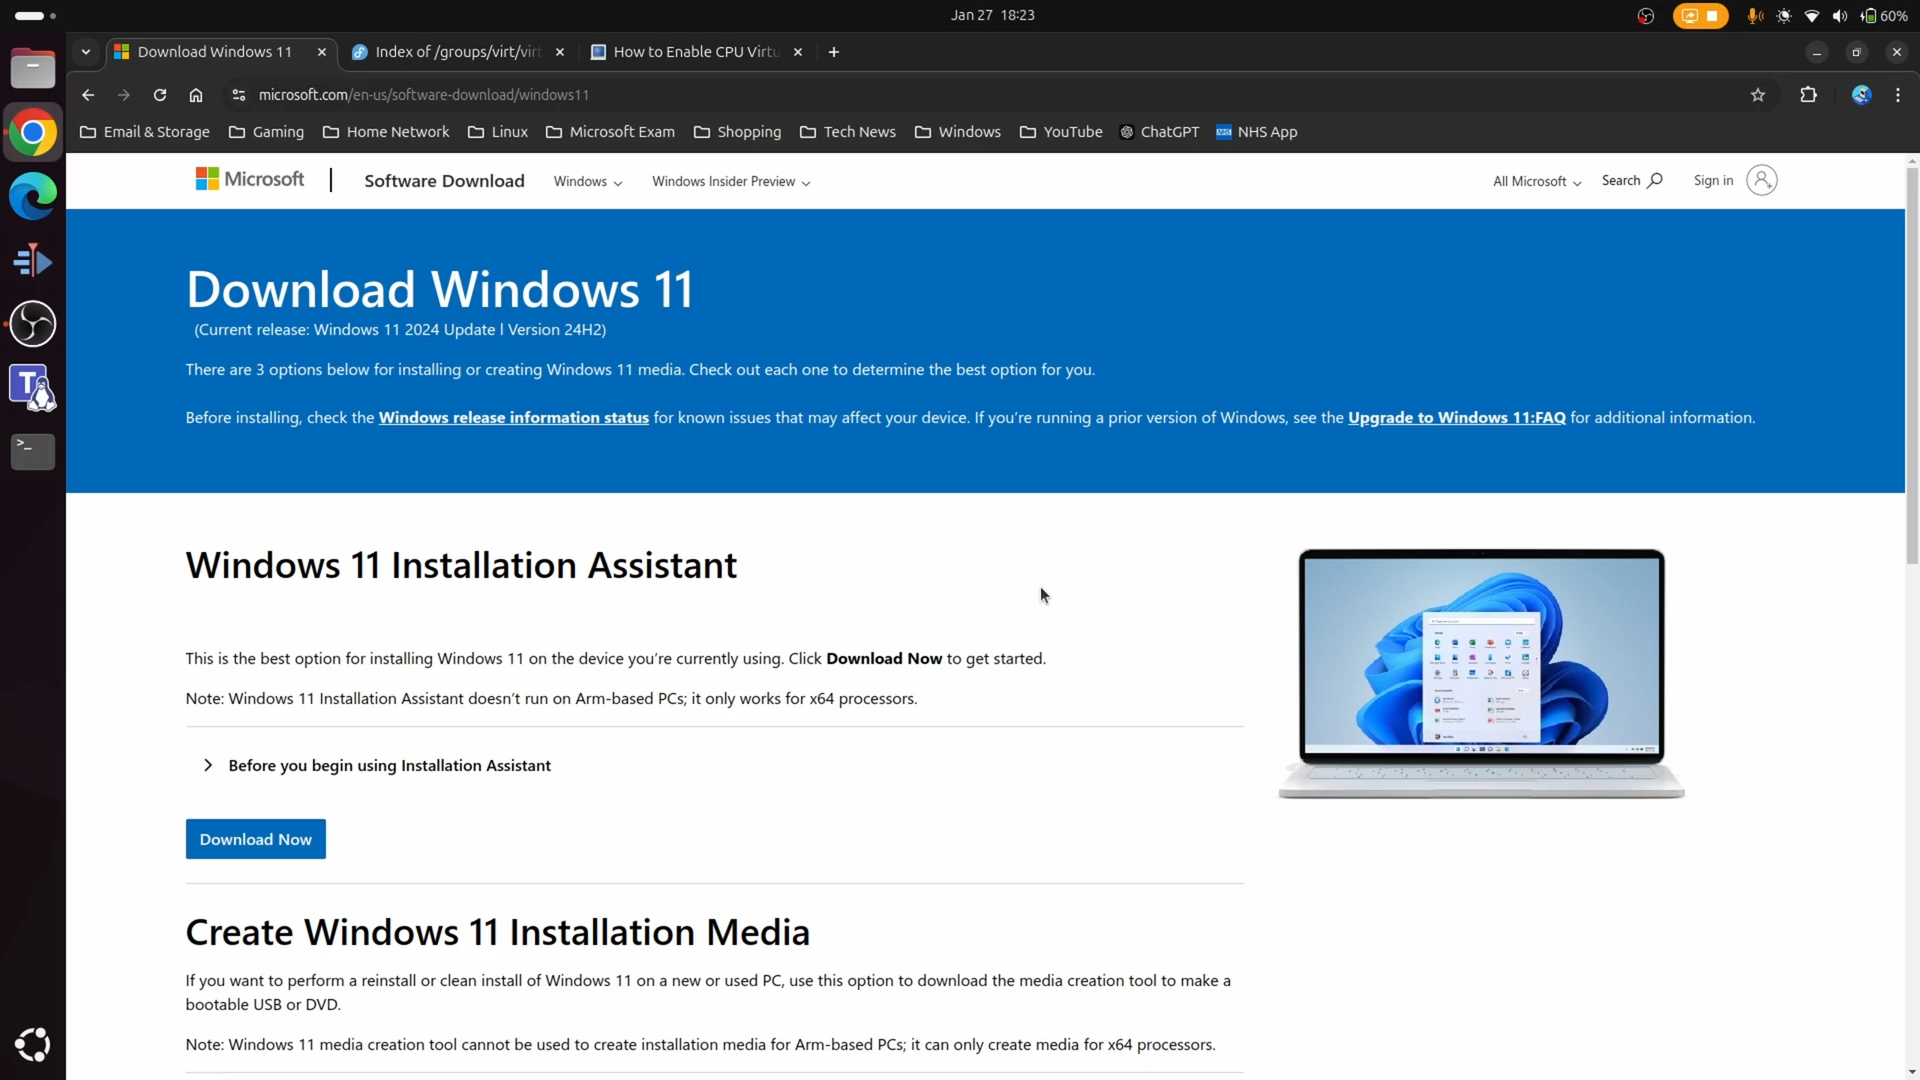 Jan 27 18:23
60%
Download Windows 11
Index of /groups/virt/virt
How to Enable CPU Virtu
microsoft.com/en-us/software-download/windows11
Email & Storage
Gaming
Home Network
Linux
Microsoft Exam
Shopping
Tech News
Windows
YouTube
ChatGPT
NHS
NHS App
Microsoft
Software Download
Windows
Windows Insider Preview
All Microsoft
Search
Sign in
Download Windows 11
(Current release: Windows 11 2024 Update l Version 24H2)
There are 3 options below for installing or creating Windows 11 media. Check out each one to determine the best option for you.
Before installing, check the Windows release information status for known issues that may affect your device. If you’re running a prior version of Windows, see the Upgrade to Windows 11:FAQ for additional information.
Windows 11 Installation Assistant
This is the best option for installing Windows 11 on the device you’re currently using. Click Download Now to get started.
Note: Windows 11 Installation Assistant doesn’t run on Arm-based PCs; it only works for x64 processors.
Before you begin using Installation Assistant
Download Now
Create Windows 11 Installation Media
If you want to perform a reinstall or clean install of Windows 11 on a new or used PC, use this option to download the media creation tool to make a
bootable USB or DVD.
Note: Windows 11 media creation tool cannot be used to create installation media for Arm-based PCs; it can only create media for x64 processors.
T
>_